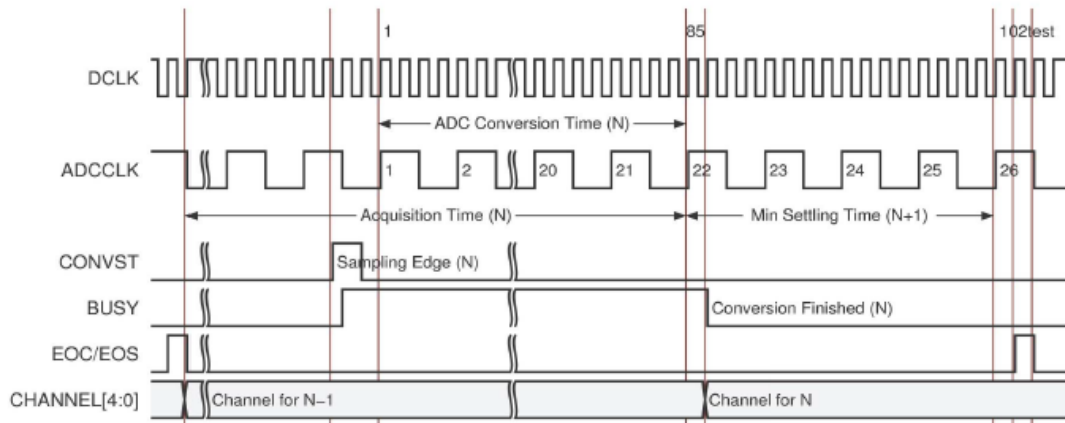 1 85 102test
DCLK
ADC Conversion Time (N)
ADCCLK 1 2 20 21 22 23 24 25 26
Acquisition Time (N) Min Settling Time (N+1)
CONVST Sampling Edge (N)
BUSY Conversion Finished (N)
EOC/EOS
CHANNEL[4:0] Channel for N−1 Channel for N